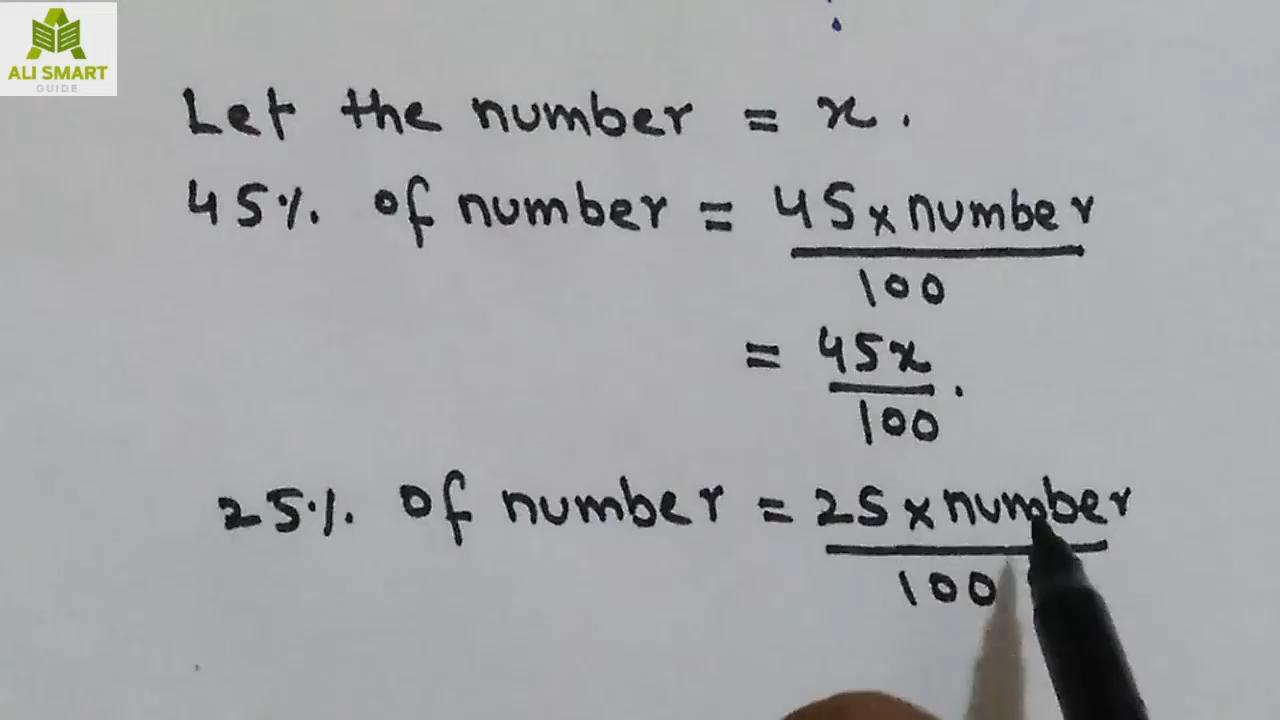 ALI SMART
GUIDE
Let the number = x.
45% of number = 45 x number
100
= 45x
100.
25% of number = 25 x number
100